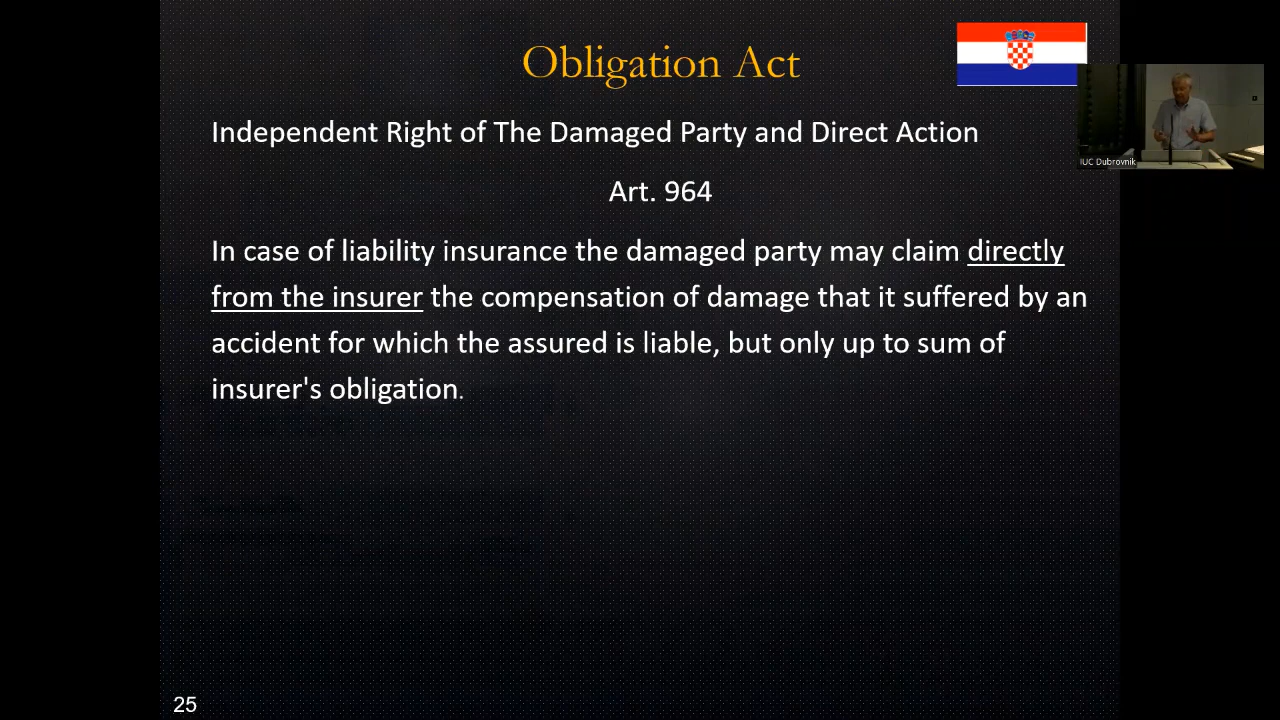 Obligation Act
Independent Right of The Damaged Party and Direct Action
Art. 964
In case of liability insurance the damaged party may claim directly
from the insurer the compensation of damage that it suffered by an
accident for which the assured is liable, but only up to sum of
insurer's obligation.
IUC Dubrovnik
25